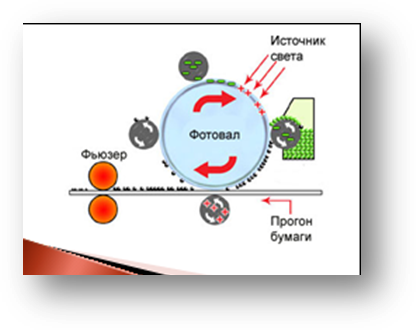 Источник
света
Фотовал
Фьюзер
Прогон
бумаги